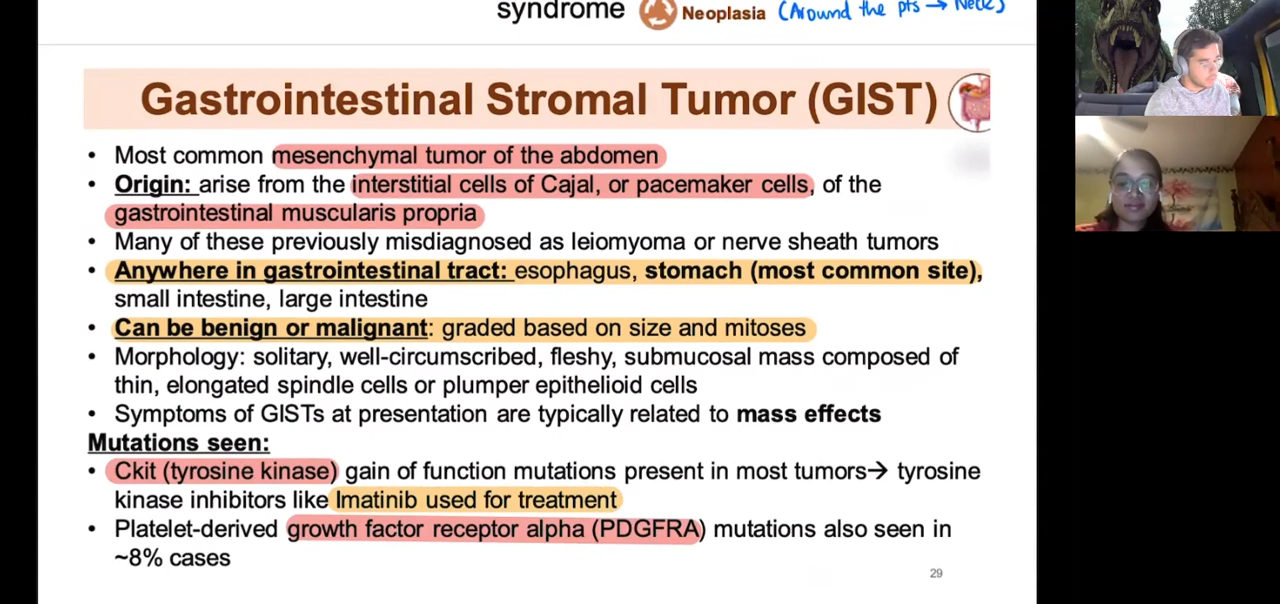 syndrome Neoplasia (Around the pts → Neck)
Gastrointestinal Stromal Tumor (GIST)
• Most common mesenchymal tumor of the abdomen
• Origin: arise from the interstitial cells of Cajal, or pacemaker cells, of the
gastrointestinal muscularis propria
• Many of these previously misdiagnosed as leiomyoma or nerve sheath tumors
• Anywhere in gastrointestinal tract: esophagus, stomach (most common site),
small intestine, large intestine
• Can be benign or malignant: graded based on size and mitoses
• Morphology: solitary, well-circumscribed, fleshy, submucosal mass composed of
thin, elongated spindle cells or plumper epithelioid cells
• Symptoms of GISTs at presentation are typically related to mass effects
Mutations seen:
• Ckit (tyrosine kinase) gain of function mutations present in most tumors→ tyrosine
kinase inhibitors like Imatinib used for treatment
• Platelet-derived growth factor receptor alpha (PDGFRA) mutations also seen in
~8% cases
29